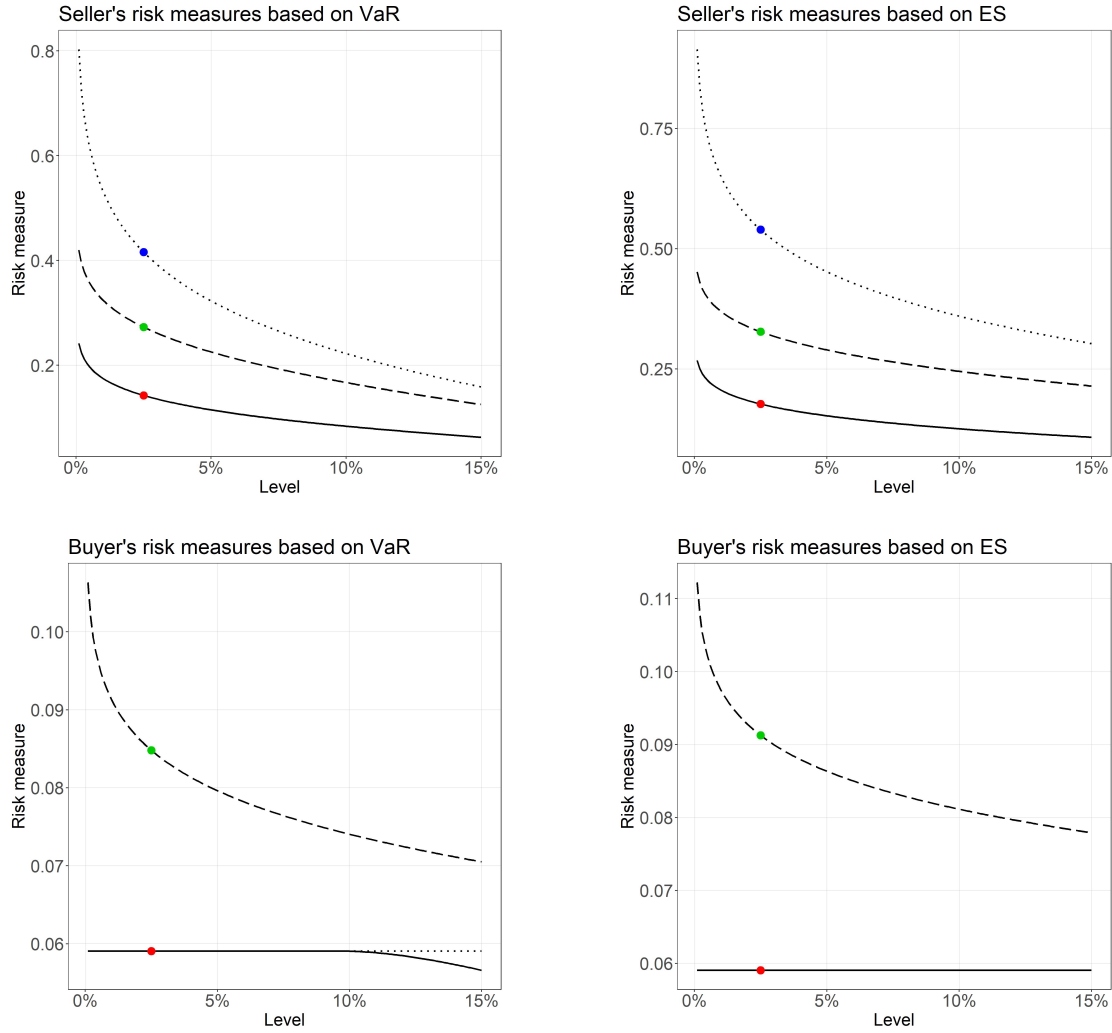 Seller's risk measures based on VaR
0.8
0.6
0.4
0.2
Risk measure
0%
5%
10%
15%
Level
Seller's risk measures based on ES
0.75
0.50
0.25
Risk measure
0%
5%
10%
15%
Level
Buyer's risk measures based on VaR
0.10
0.09
0.08
0.07
0.06
Risk measure
0%
5%
10%
15%
Level
Buyer's risk measures based on ES
0.11
0.10
0.09
0.08
0.07
0.06
Risk measure
0%
5%
10%
15%
Level